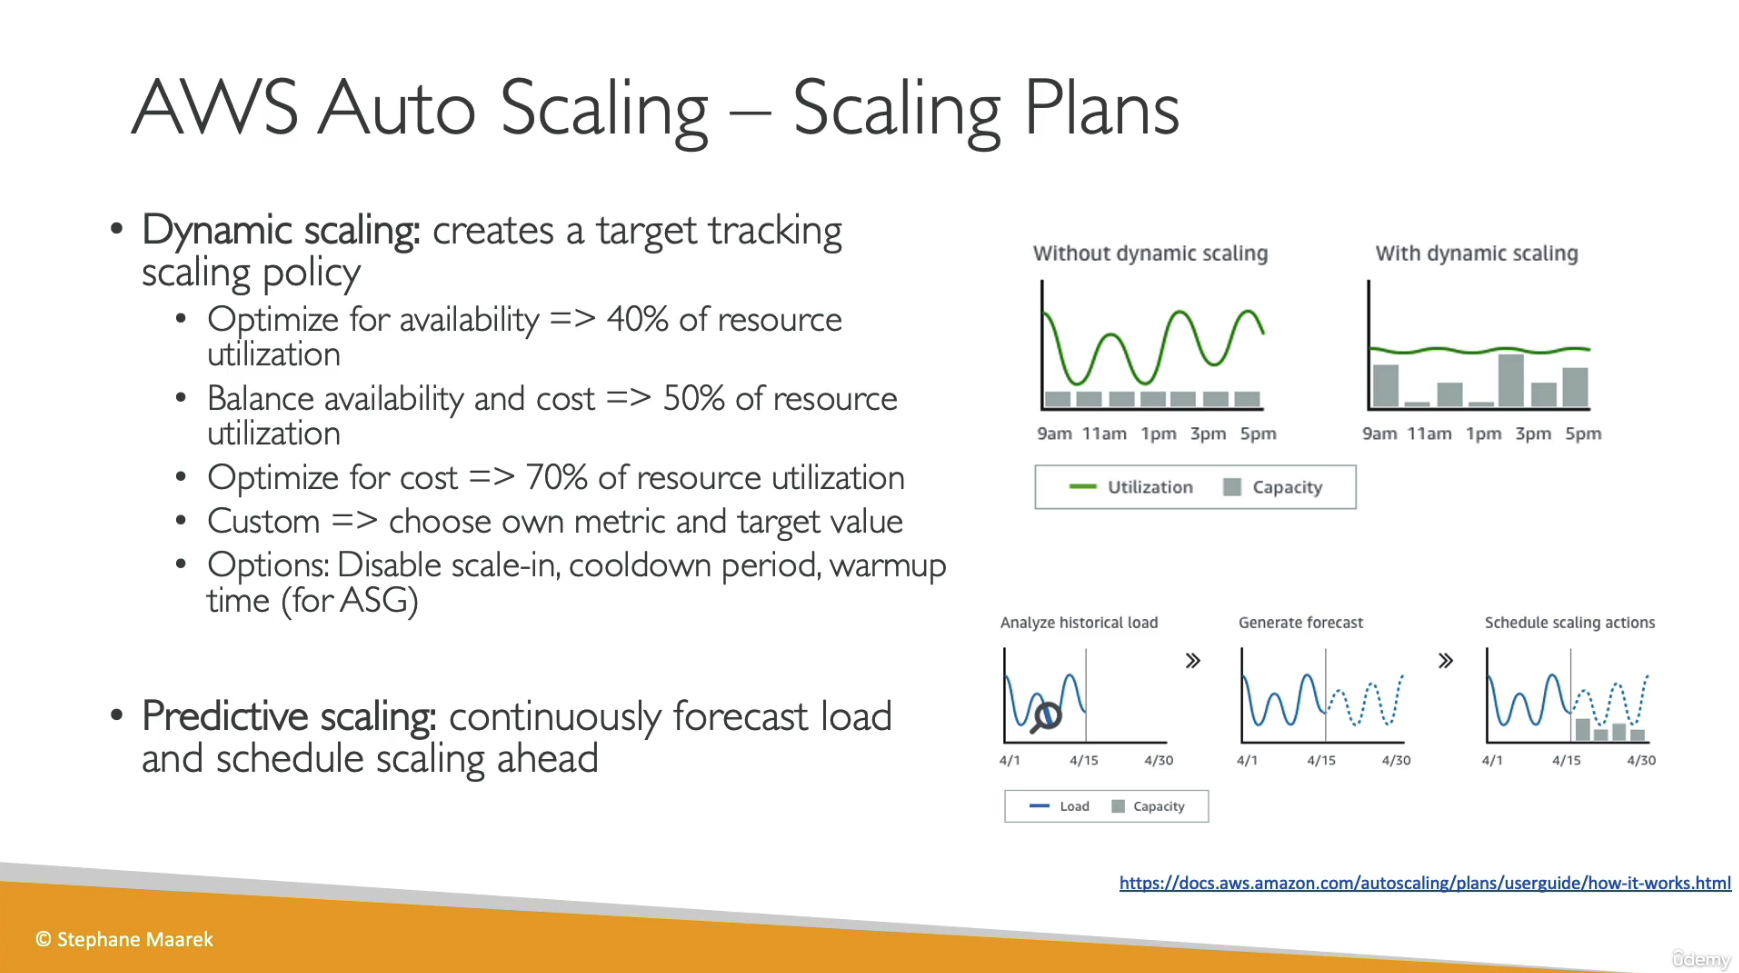 AWS Auto Scaling – Scaling Plans
• Dynamic scaling: creates a target tracking
scaling policy
• Optimize for availability => 40% of resource
utilization
• Balance availability and cost => 50% of resource
utilization
• Optimize for cost => 70% of resource utilization
• Custom => choose own metric and target value
• Options: Disable scale-in, cooldown period, warmup
time (for ASG)
• Predictive scaling: continuously forecast load
and schedule scaling ahead
Without dynamic scaling
9am 11am 1pm 3pm 5pm
With dynamic scaling
9am 11am 1pm 3pm 5pm
Utilization Capacity
Analyze historical load
4/1 4/15 4/30
Generate forecast
4/1 4/15 4/30
Schedule scaling actions
4/1 4/15 4/30
Load Capacity
https://docs.aws.amazon.com/autoscaling/plans/userguide/how-it-works.html
© Stephane Maarek
ûdemy